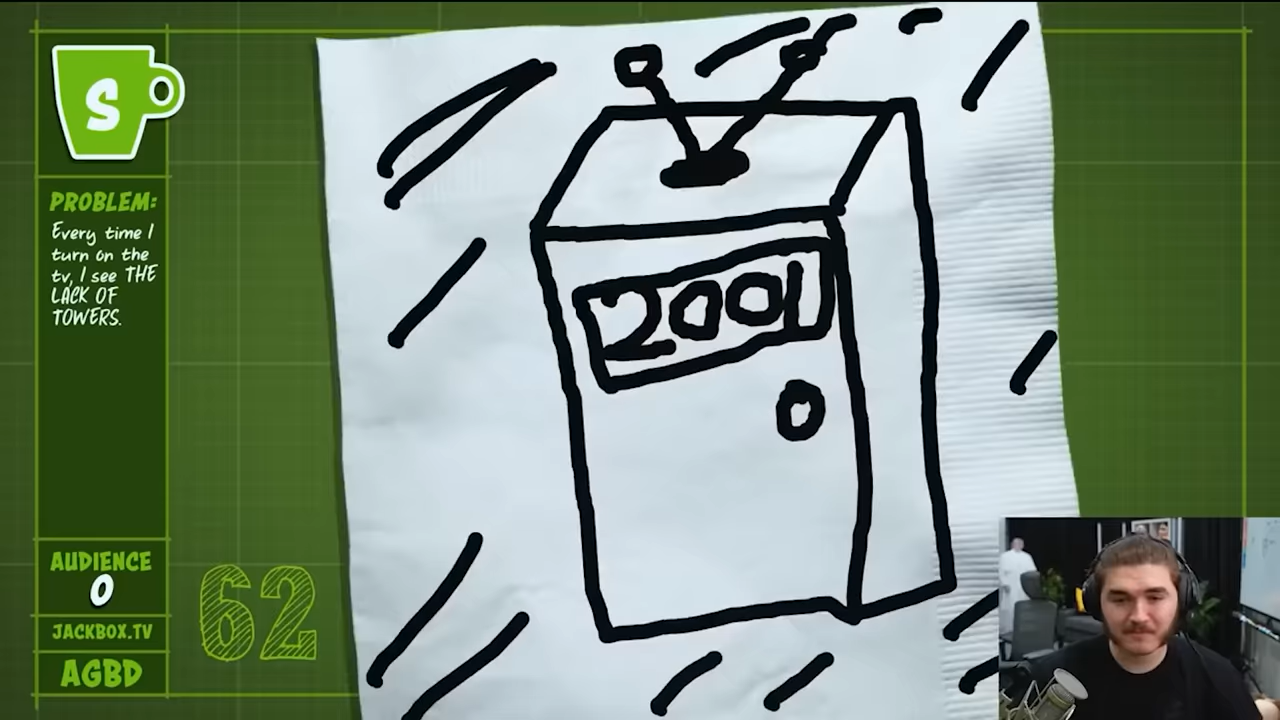 S
PROBLEM:
Every time I
turn on the
tv, I see THE
LACK OF
TOWERS.
2001
AUDIENCE
0
JACKBOX.TV
AGBD
62